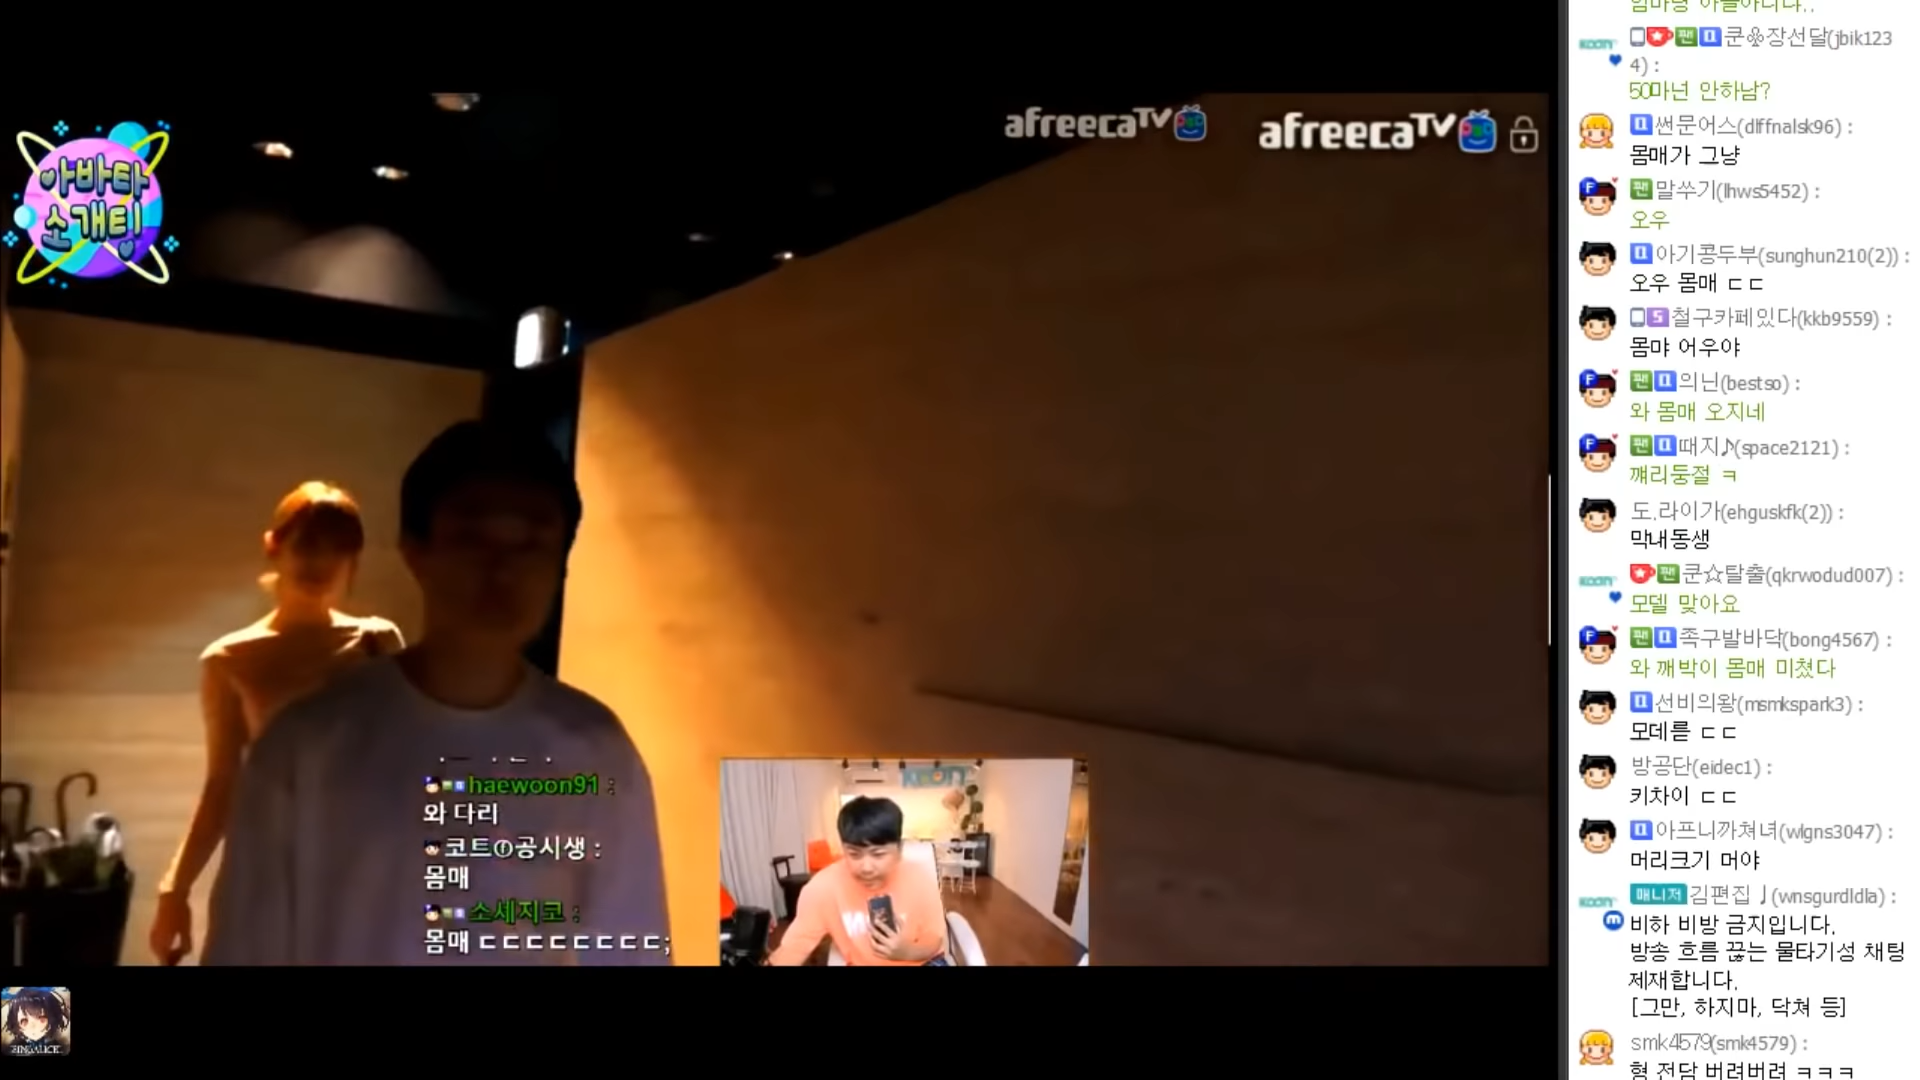 afreecaTV
afreecaTV
아바타
소개팅
haewoon91 :
와 다리
코트①공시생 :
몸매
소세지코 :
몸매 ㄷㄷㄷㄷㄷㄷㄷㄷ;
쿤♧장선달(jbik123
4) :
50마넌 안하남?
썬문어스(dlffnalsk96) :
몸매가 그냥
팬 말쑤기(lhws5452) :
오우
아기콩두부(sunghun210(2)) :
오우 몸매 ㄷㄷ
S 철구카페있다(kkb9559) :
몸먀 어우야
팬 의닌(bestso) :
와 몸매 오지네
팬 때지♪(space2121) :
꺠리둥절 ㅋ
도.라이가(ehguskfk(2)) :
막내동생
팬 쿤☆탈출(qkrwodud007) :
모델 맞아요
팬 족구발바닥(bong4567) :
와 깨박이 몸매 미쳤다
선비의왕(msmkspark3) :
모데륻 ㄷㄷ
방공단(eidec1) :
키차이 ㄷㄷ
아프니까쳐녀(wlgns3047) :
머리크기 머야
매니저 김편집♩(wnsgurdldla) :
비하 비방 금지입니다.
방송 흐름 끊는 물타기성 채팅
제재합니다.
[그만, 하지마, 닥쳐 등]
smk4579(smk4579) :
형 전담 버려버려 ㅋㅋㅋ